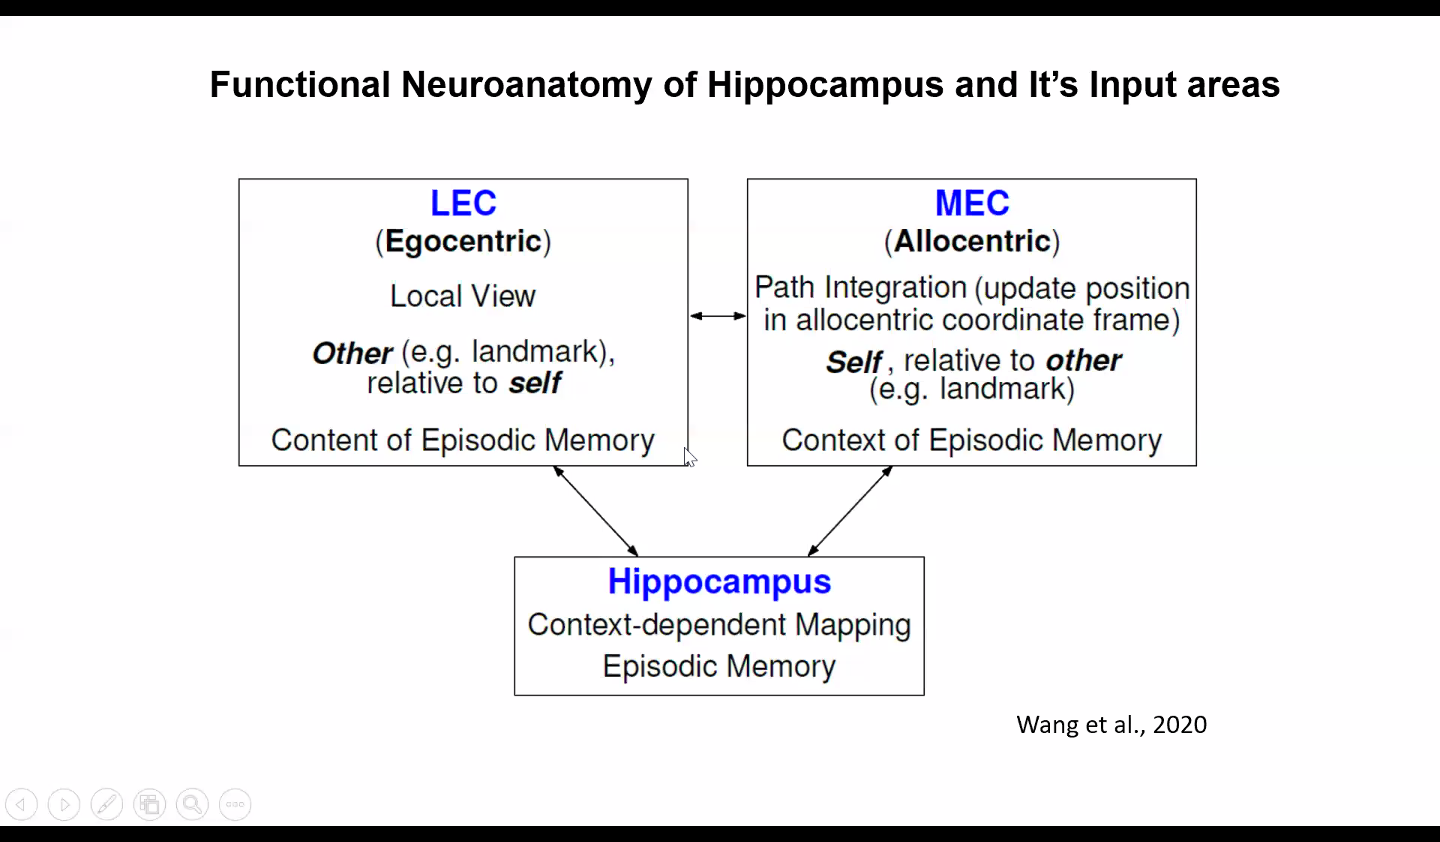 Functional Neuroanatomy of Hippocampus and It's Input areas
LEC
(Egocentric)
Local View
Other (e.g. landmark),
relative to self
Content of Episodic Memory
MEC
(Allocentric)
Path Integration (update position
in allocentric coordinate frame)
Self, relative to other
(e.g. landmark)
Context of Episodic Memory
Hippocampus
Context-dependent Mapping
Episodic Memory
Wang et al., 2020